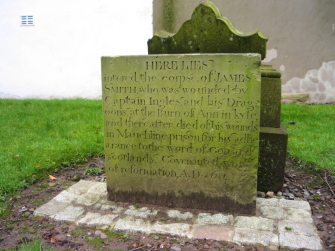 HERE LIES
intered the corps of JAMES
SMITH who was wounded by
Captain Ingles and his Drag
oons at the Burn of Ann in kyle
and thereafter died of his wounds
in Mauchline prison for his adhe
rance to the word of GOD and
Scotlands Covenanted work
of reformation A.D